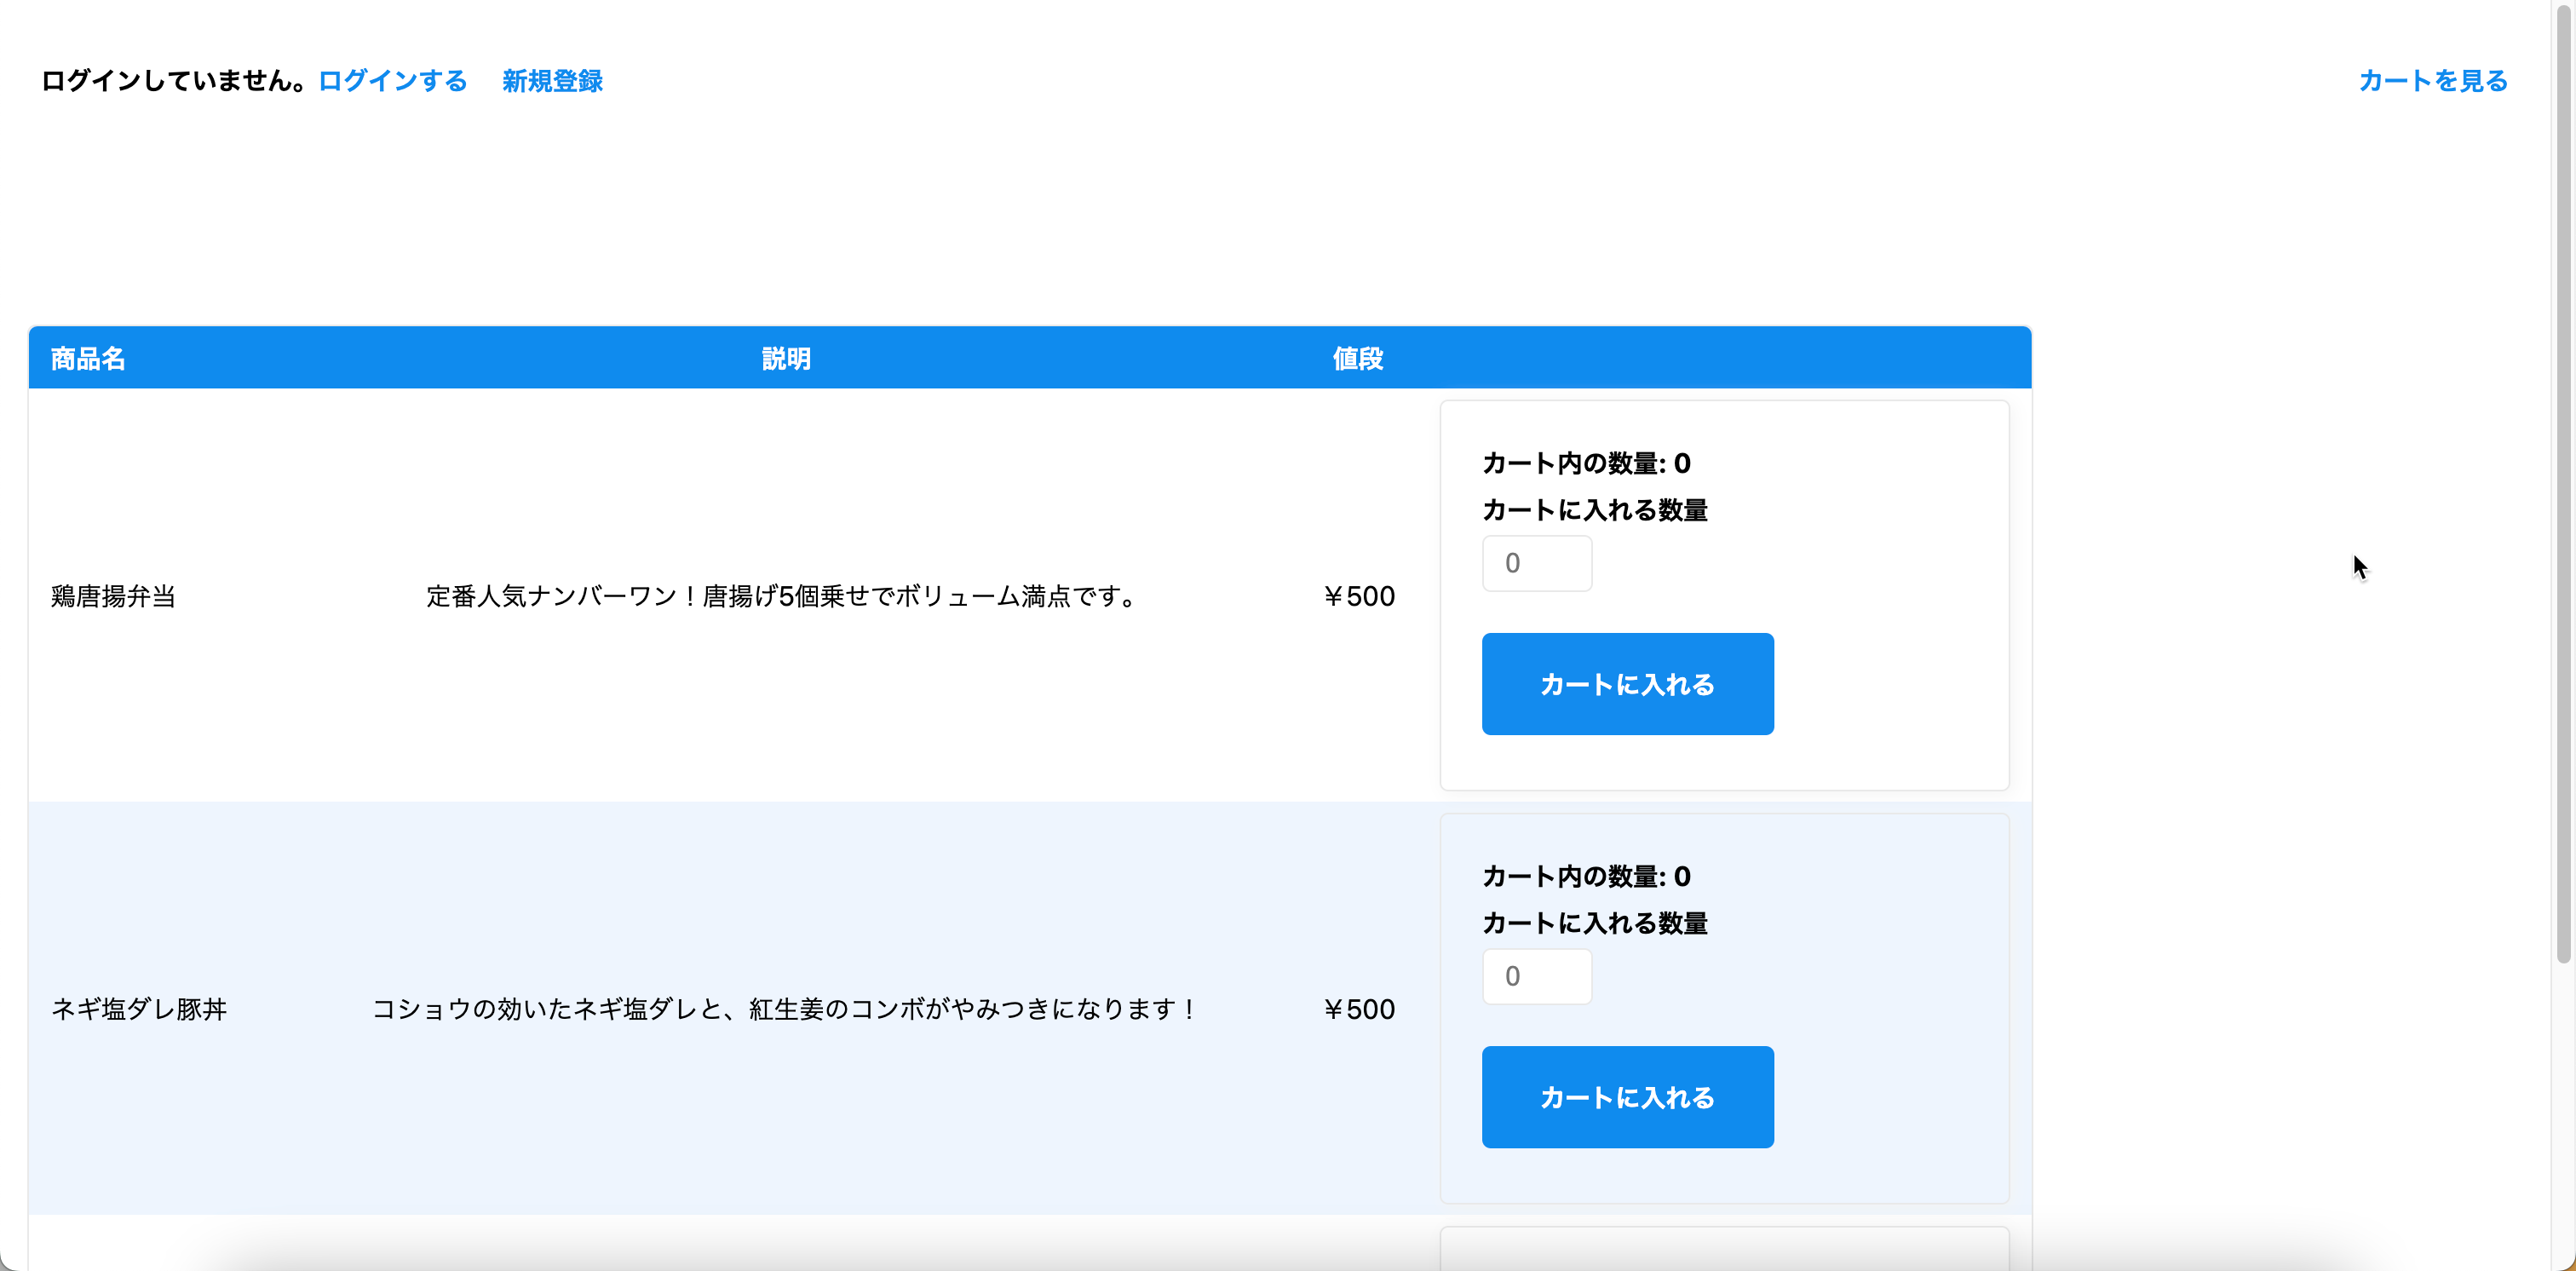 ログインしていません。ログインする 新規登録 カートを見る
商品名 説明 値段
カート内の数量: 0
カートに入れる数量
0
鶏唐揚弁当 定番人気ナンバーワン！唐揚げ5個乗せでボリューム満点です。 ￥500
カートに入れる
カート内の数量: 0
カートに入れる数量
0
ネギ塩ダレ豚丼 コショウの効いたネギ塩ダレと、紅生姜のコンボがやみつきになります！ ￥500
カートに入れる